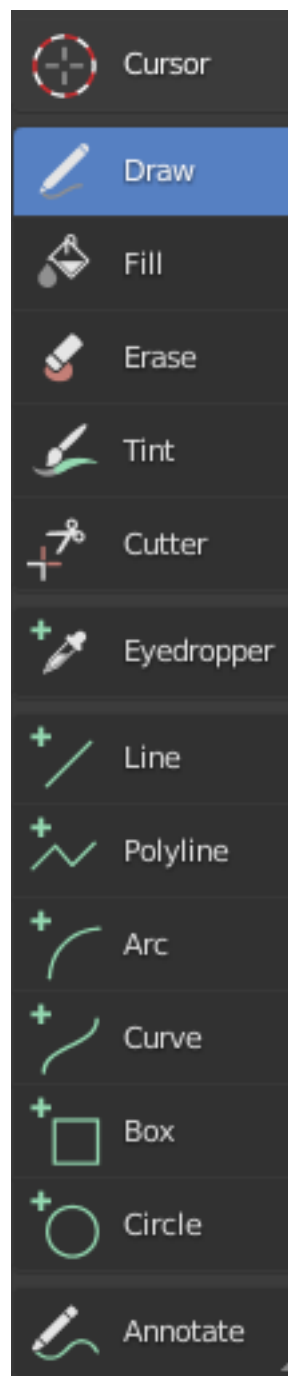 Cursor
Draw
Fill
Erase
Tint
Cutter
Eyedropper
Line
Polyline
Arc
Curve
Box
Circle
Annotate